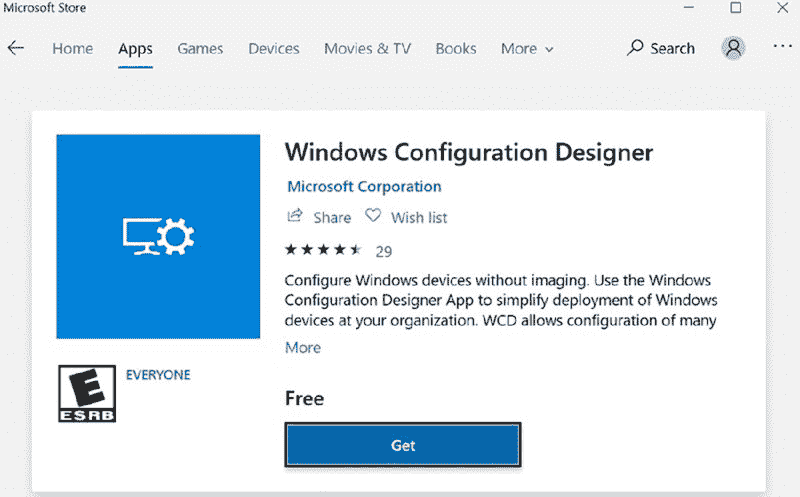 Microsoft Store
Home Apps Games Devices Movies & TV Books More Search
Windows Configuration Designer
Microsoft Corporation
Share Wish list
29
Configure Windows devices without imaging. Use the Windows
Configuration Designer App to simplify deployment of Windows
devices at your organization. WCD allows configuration of many
More
E
ESRB
EVERYONE
Free
Get